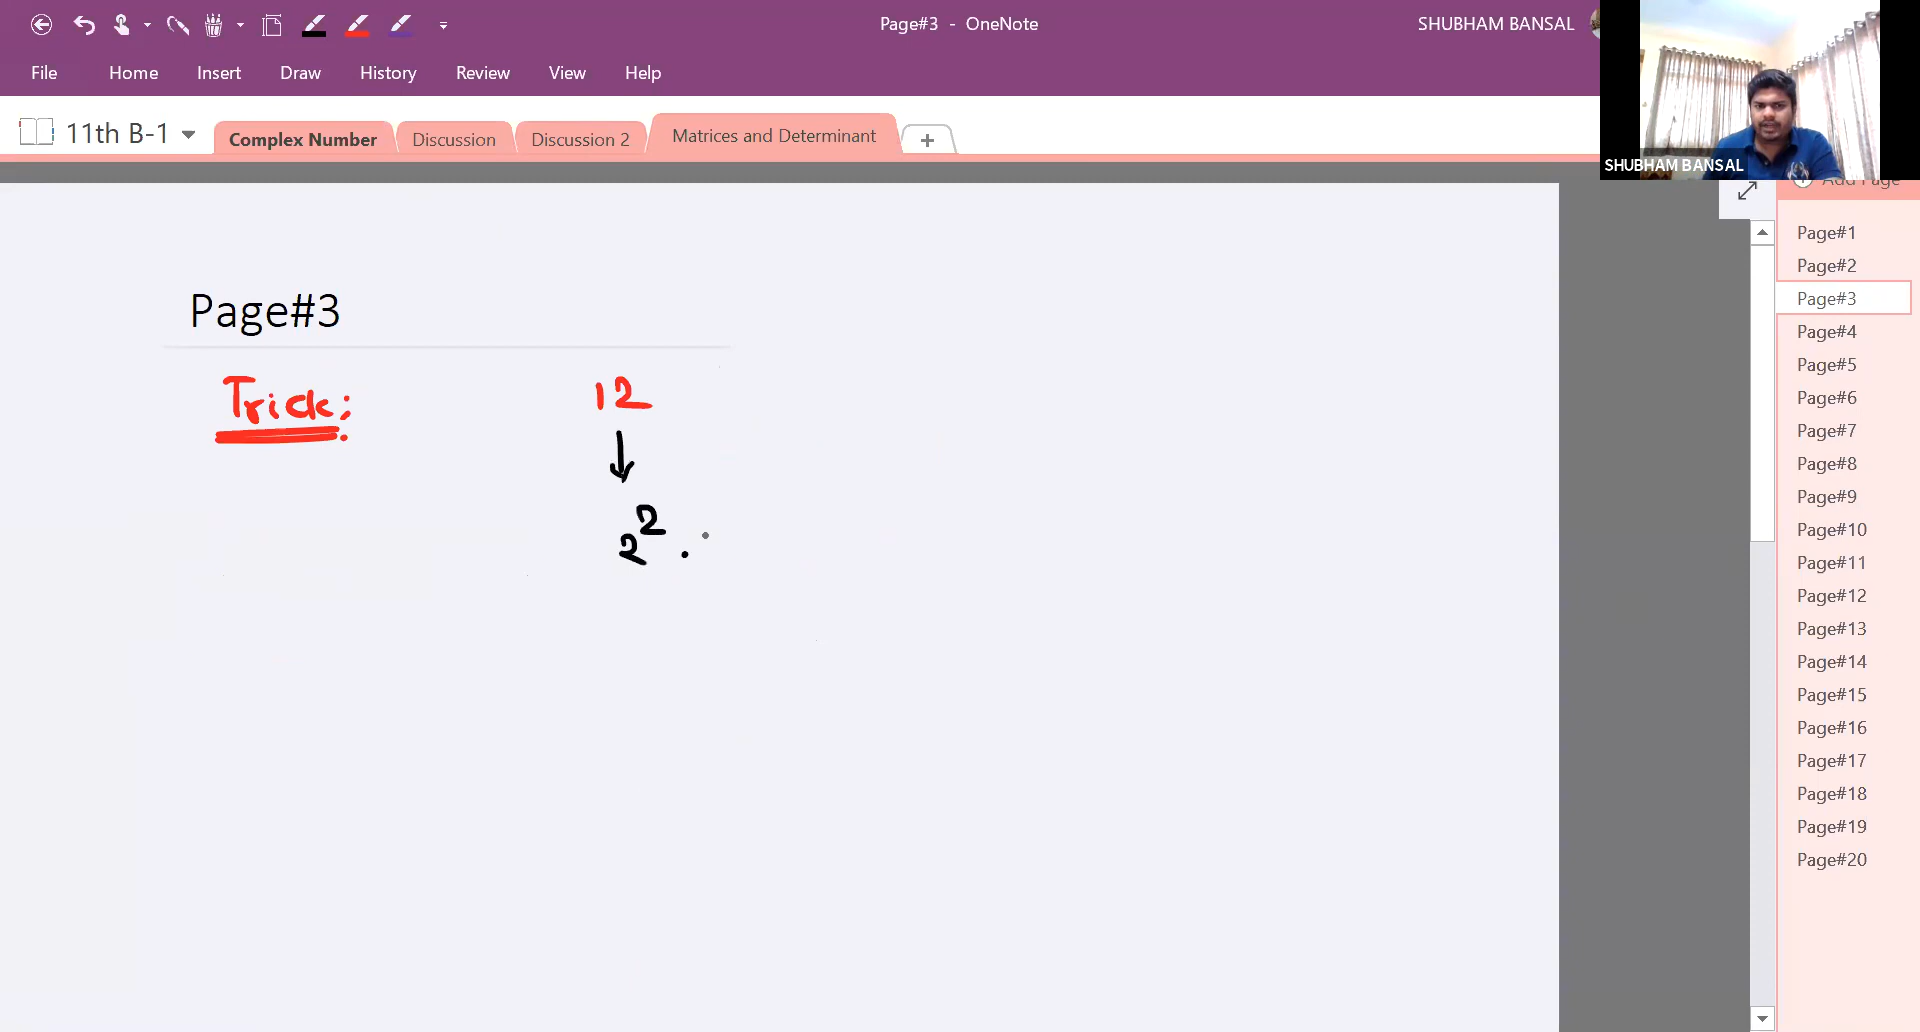 Page#3 - OneNote
SHUBHAM BANSAL
File Home Insert Draw History Review View Help
SHUBHAM BANSAL
11th B-1
Complex Number
Discussion
Discussion 2
Matrices and Determinant
+
Add Page
Page#1
Page#2
Page#3
Page#4
Page#5
Page#6
Page#7
Page#8
Page#9
Page#10
Page#11
Page#12
Page#13
Page#14
Page#15
Page#16
Page#17
Page#18
Page#19
Page#20
Page#3
Trick:
12
↓
2² .